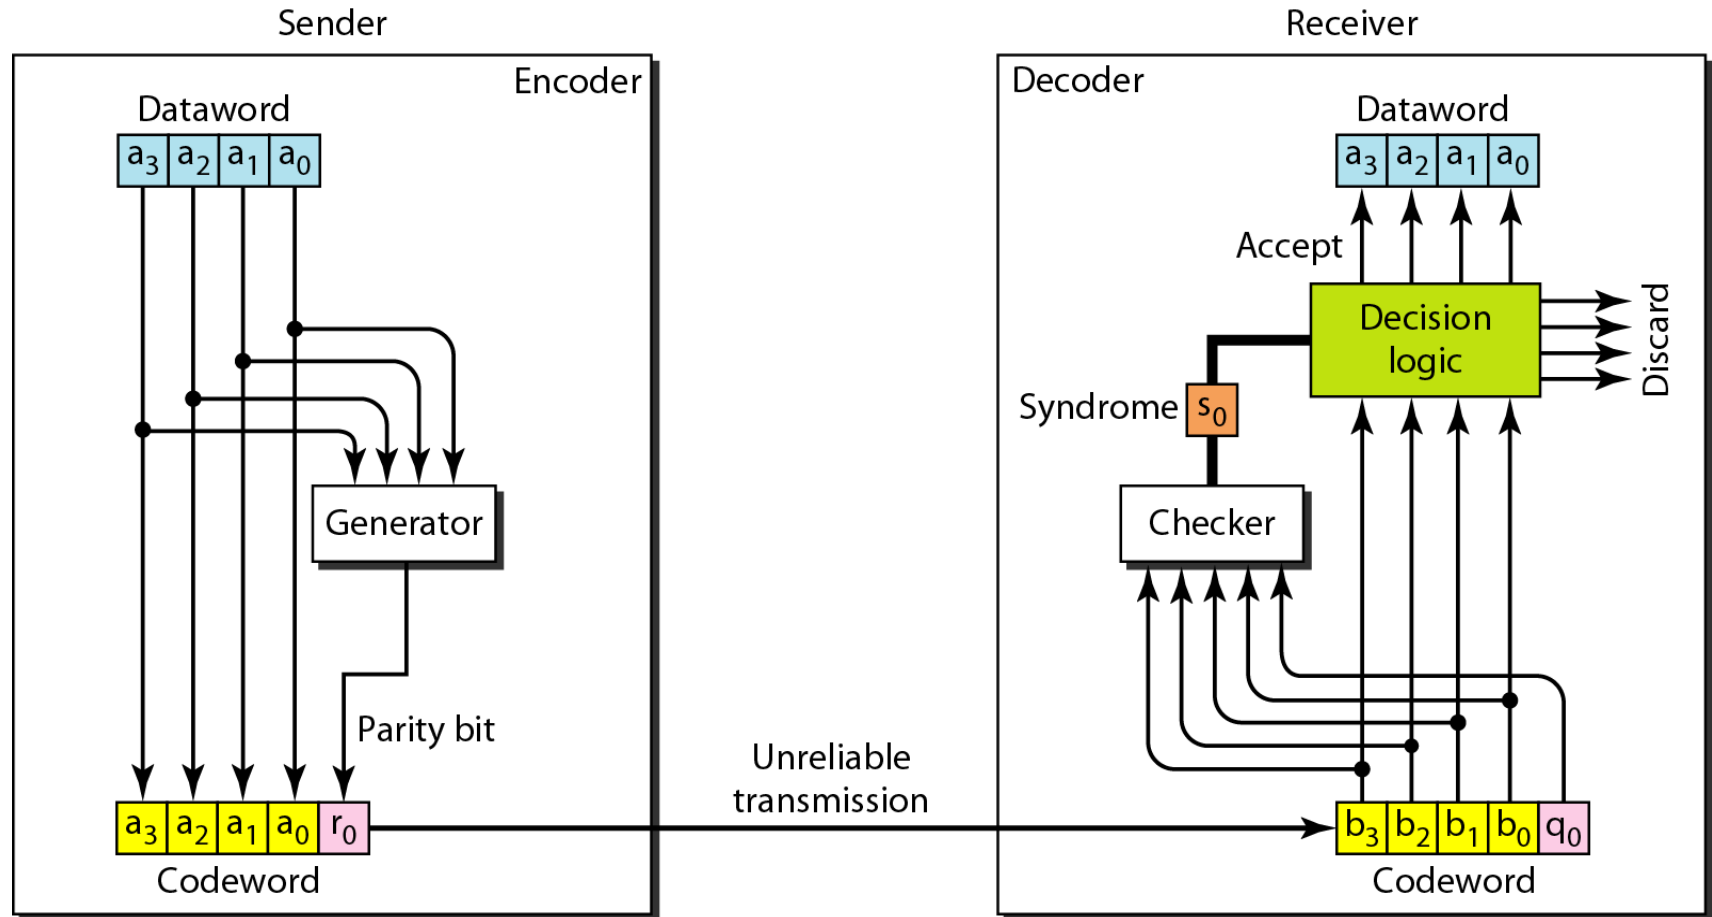 Sender
Encoder
Dataword
a3 a2 a1 a0
Generator
Parity bit
a3 a2 a1 a0 r0
Codeword
Unreliable
transmission
Receiver
Decoder
Dataword
a3 a2 a1 a0
Accept
Decision
logic
Discard
Syndrome s0
Checker
b3 b2 b1 b0 q0
Codeword